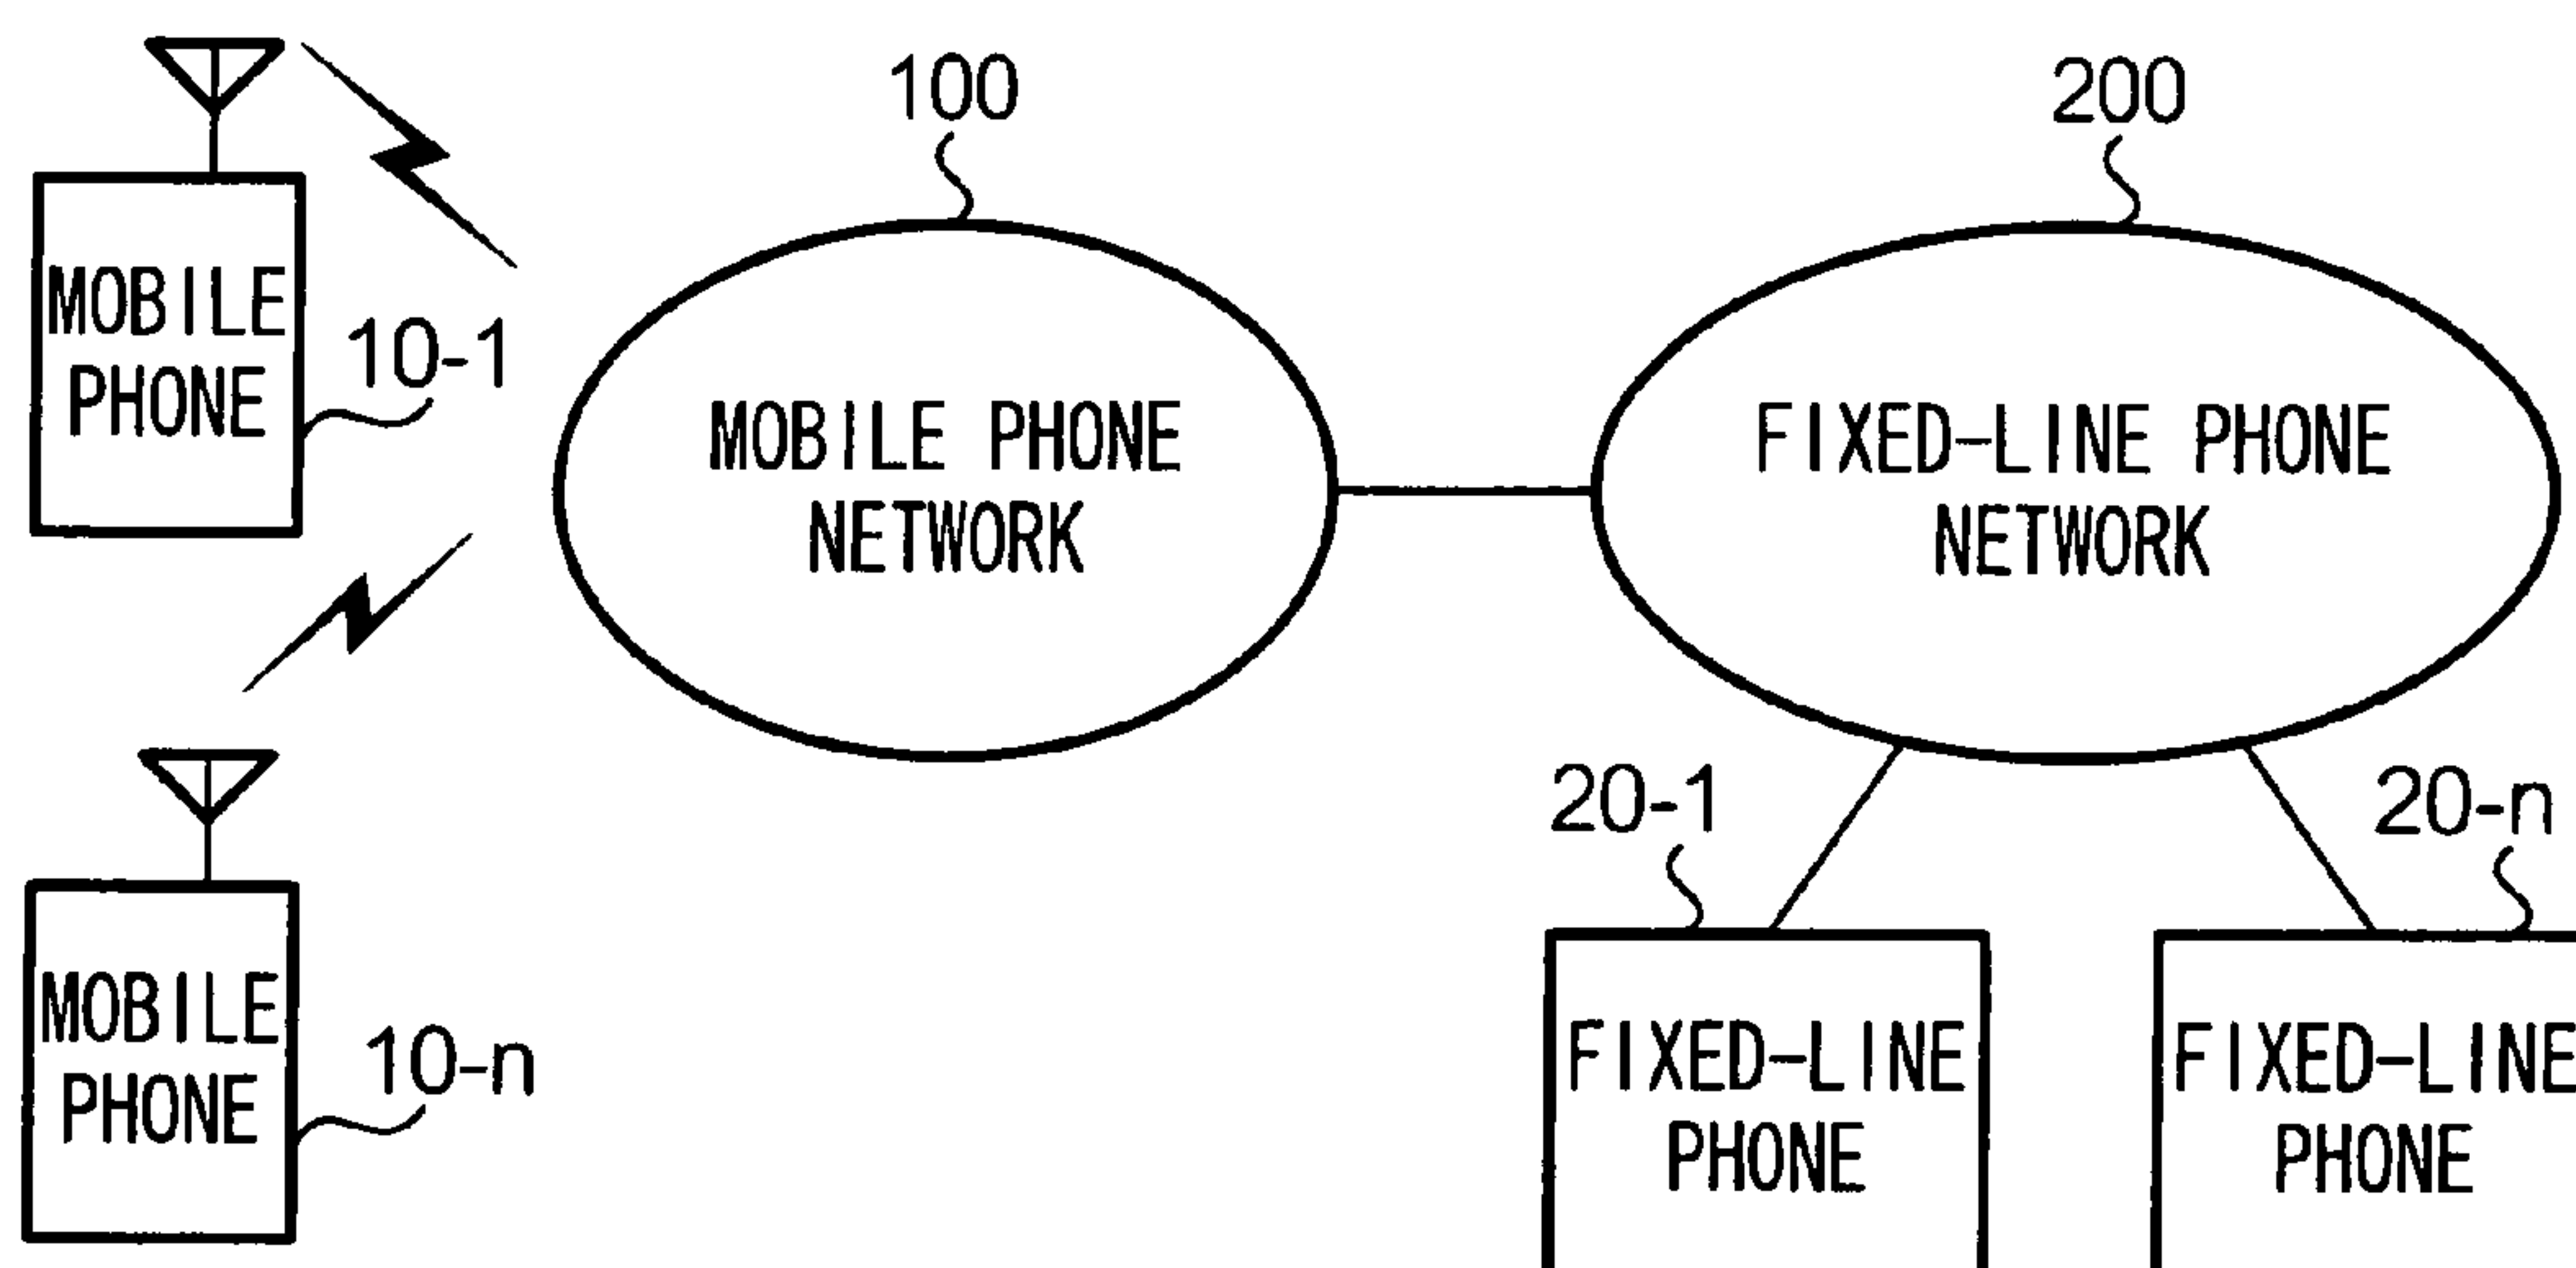 100
200
MOBILE
PHONE
10-1
MOBILE PHONE
NETWORK
FIXED-LINE PHONE
NETWORK
20-1
20-n
MOBILE
PHONE
10-n
FIXED-LINE
PHONE
FIXED-LINE
PHONE